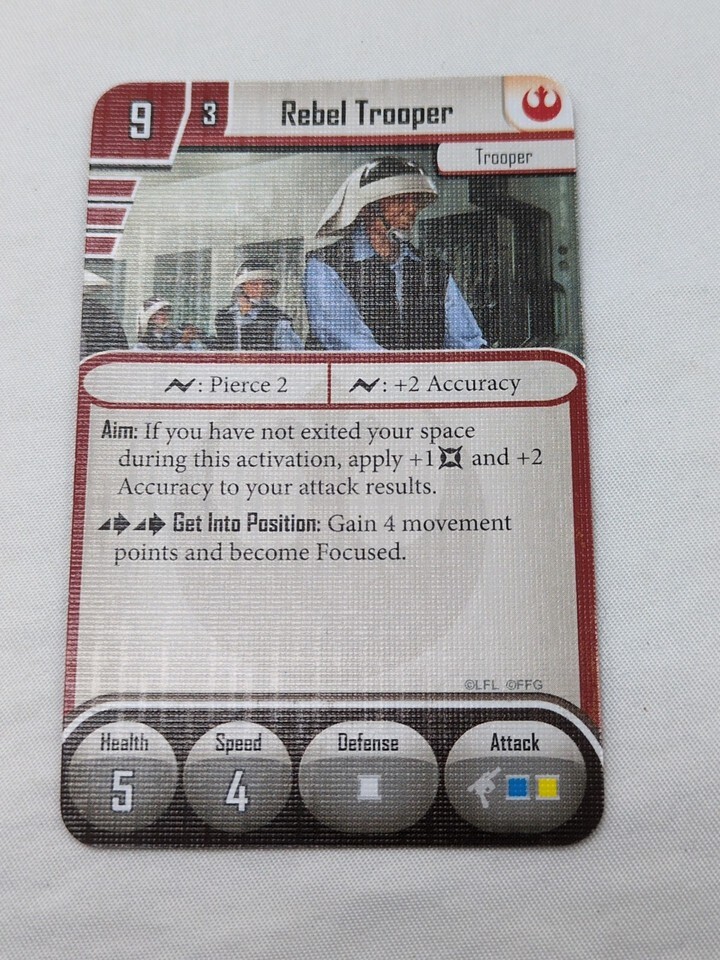 9 3 Rebel Trooper
Trooper
: Pierce 2 : +2 Accuracy
Aim: If you have not exited your space
during this activation, apply +1 and +2
Accuracy to your attack results.
Get Into Position: Gain 4 movement
points and become Focused.
©LFL ©FFG
Health Speed Defense Attack
5 4